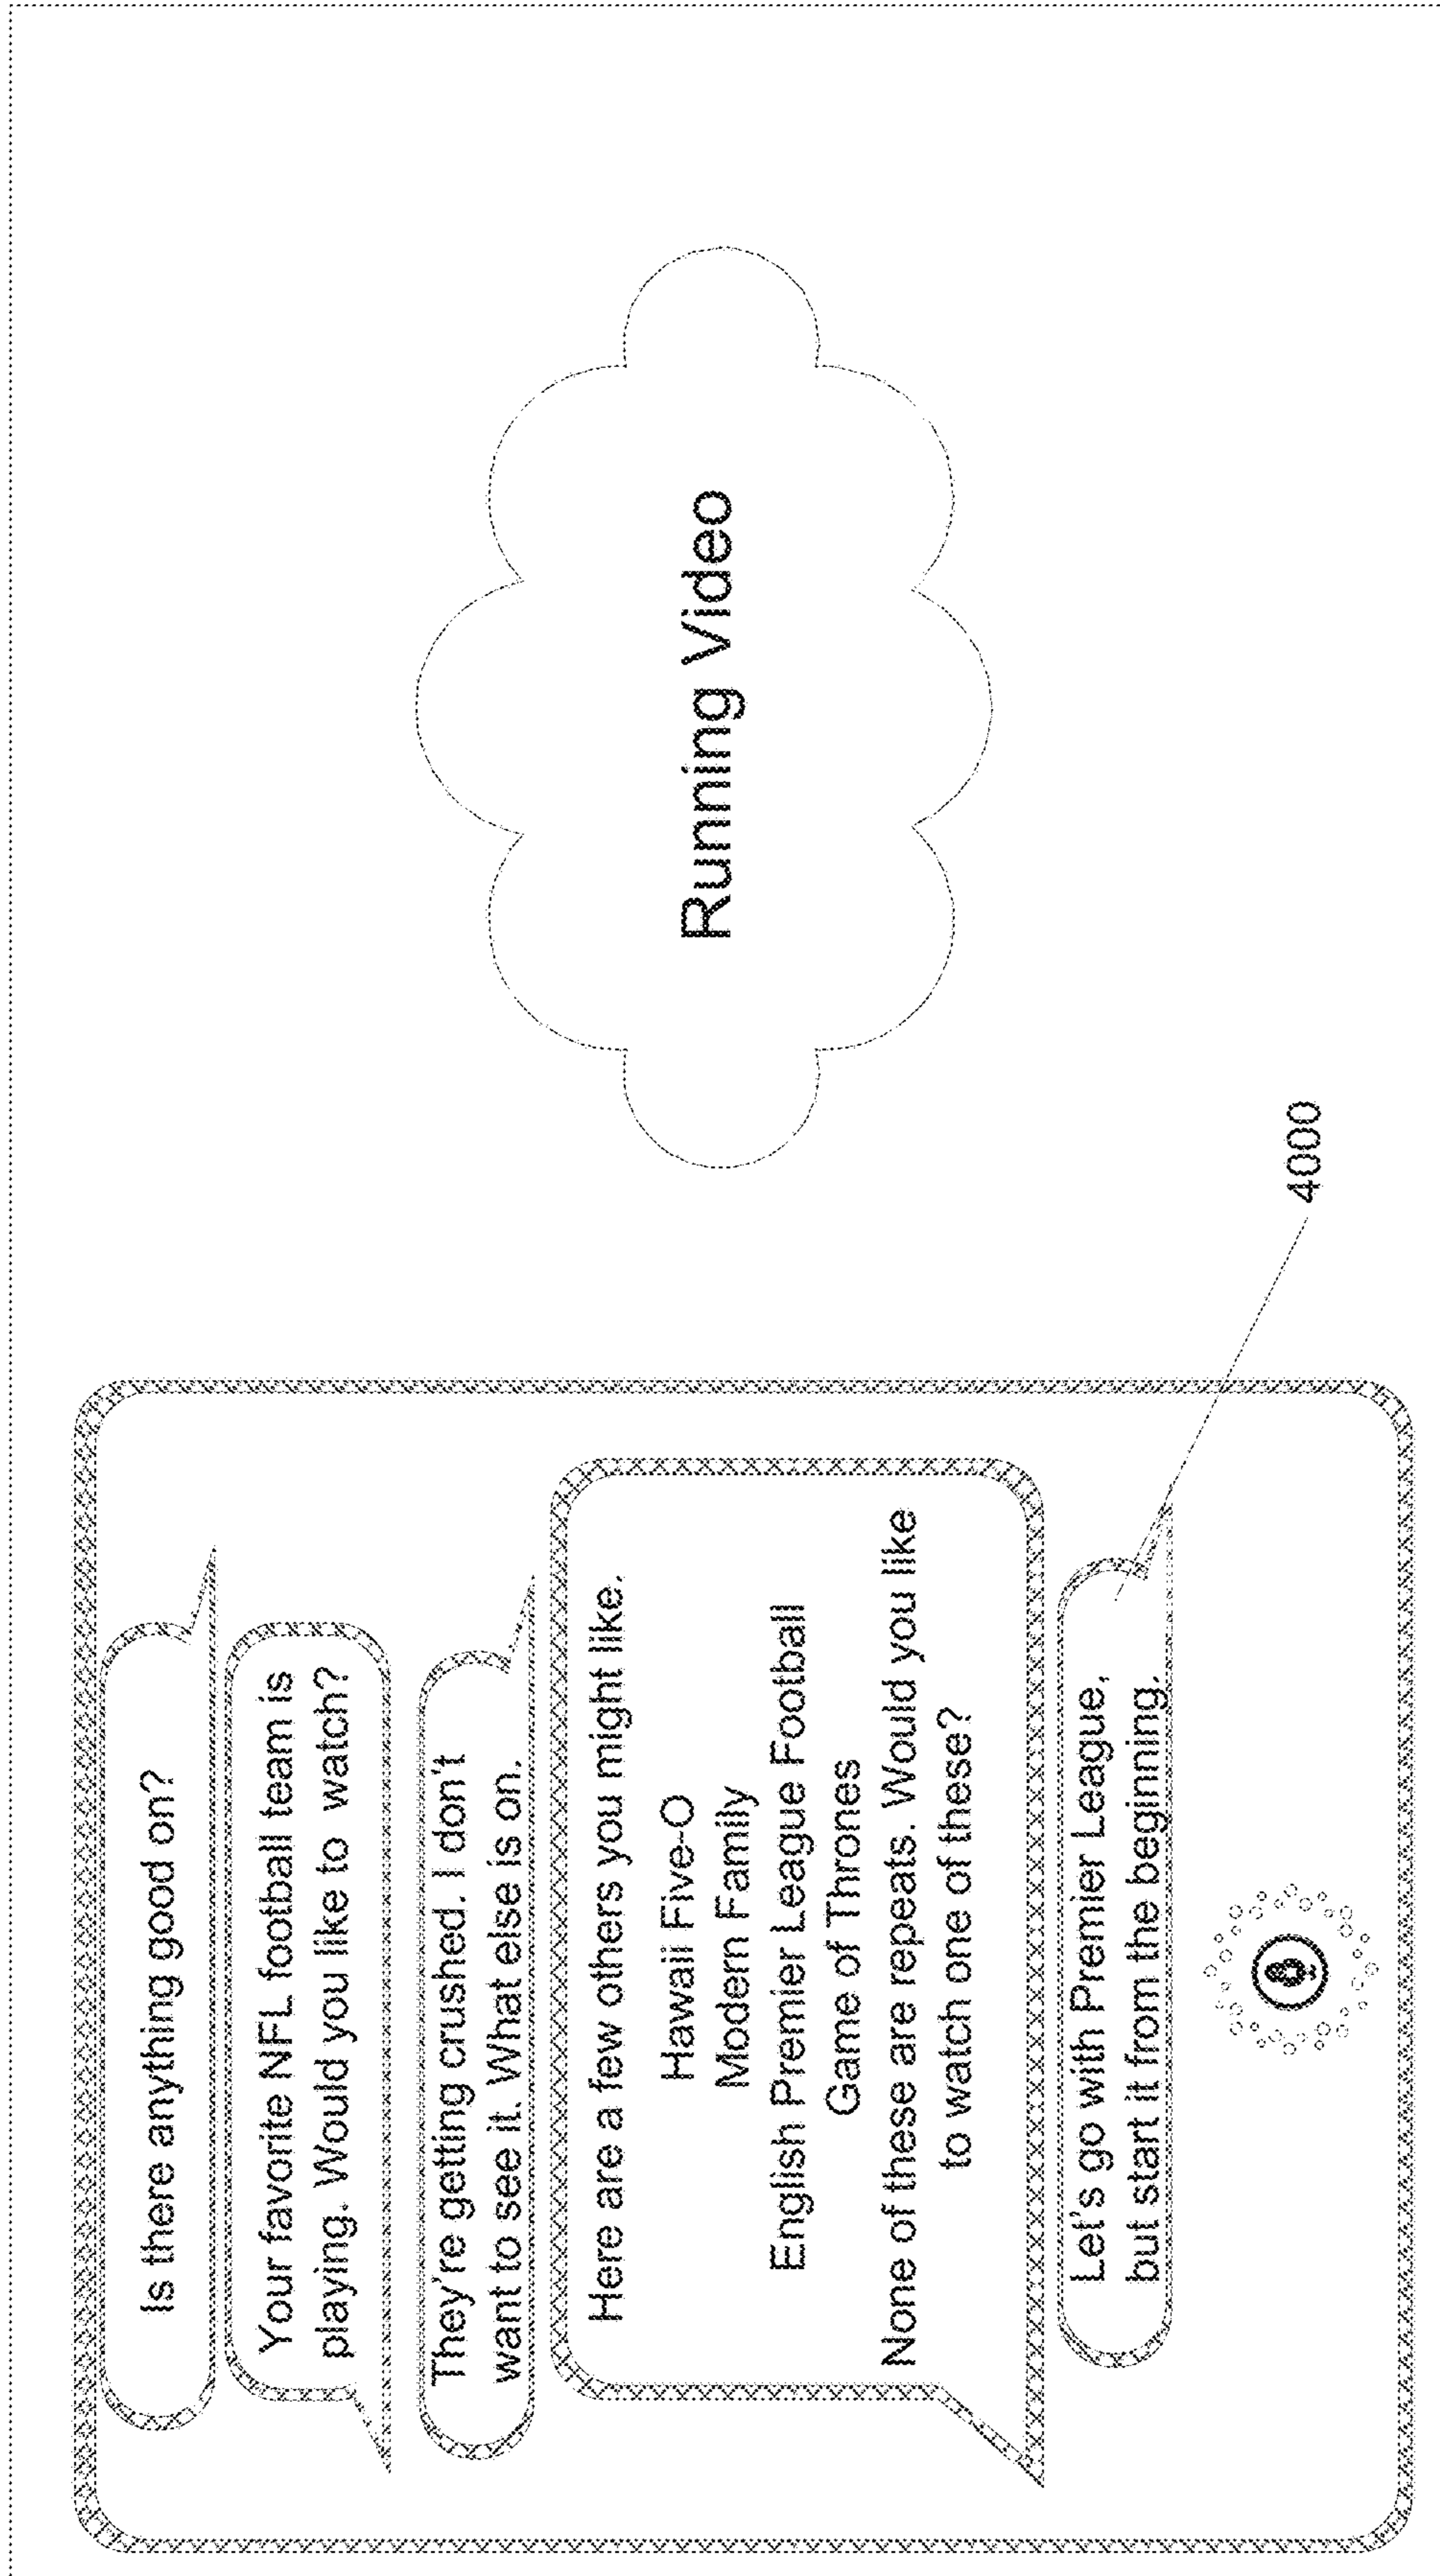 Is there anything good on?
Your favorite NFL football team is
playing. Would you like to watch?
They're getting crushed. I don't
want to see it. What else is on.
Here are a few others you might like.
Hawaii Five-O
Modern Family
English Premier League Football
Game of Thrones
None of these are repeats. Would you like
to watch one of these?
Let's go with Premier League,
but start it from the beginning.
4000
Running Video